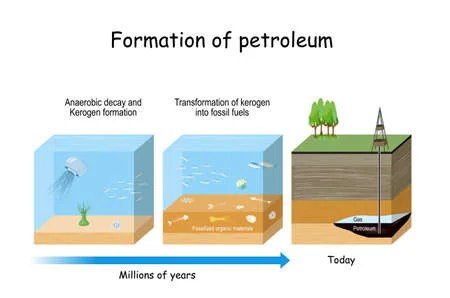 Formation of petroleum
Anaerobic decay and
Kerogen formation
Transformation of kerogen
into fossil fuels
Fossilized organic materials
Gas
Petroleum
Millions of years
Today